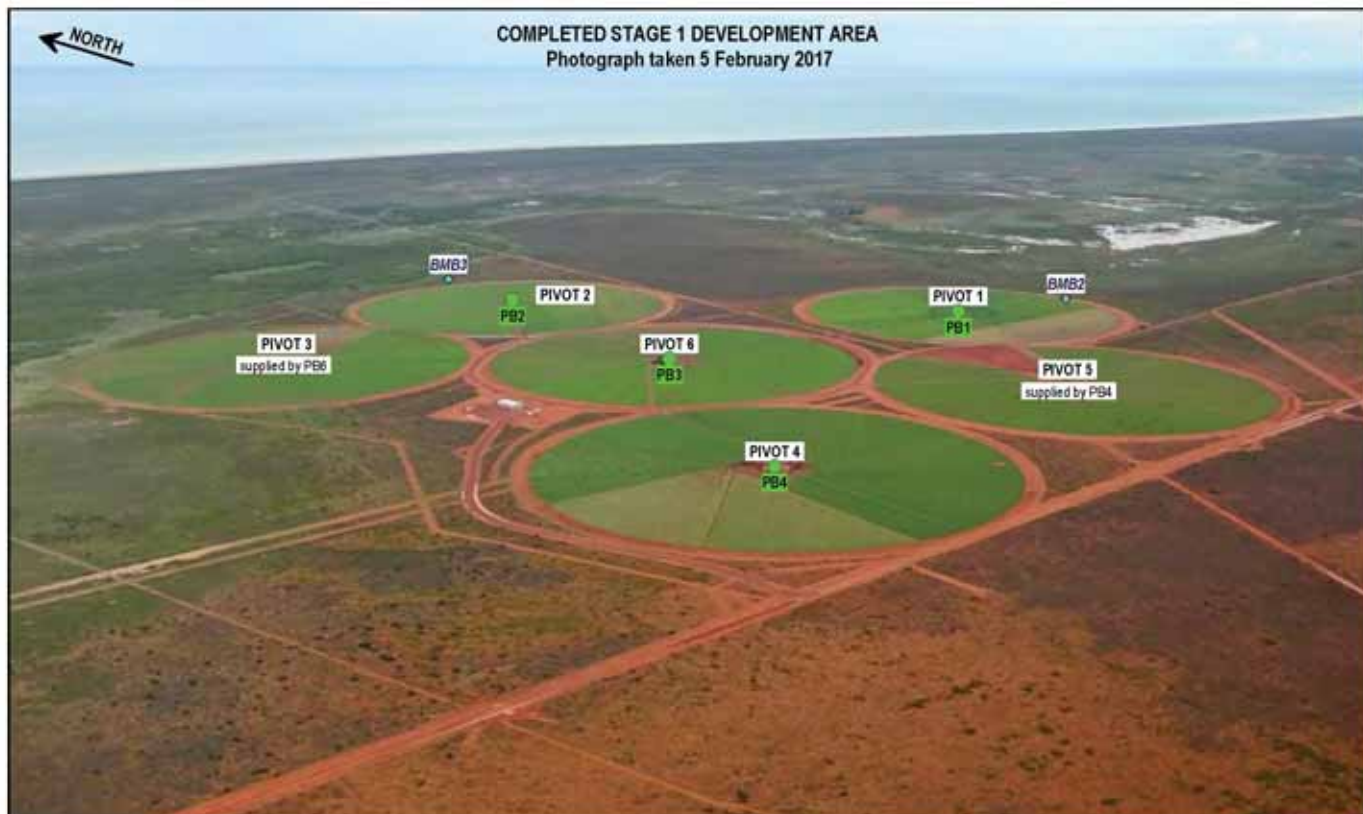 NORTH
COMPLETED STAGE 1 DEVELOPMENT AREA
Photograph taken 5 February 2017
BMB3
PIVOT 2
PB2
PIVOT 1
BMB2
PB1
PIVOT 3
supplied by PB6
PIVOT 6
PB3
PIVOT 5
supplied by PB4
PIVOT 4
PB4